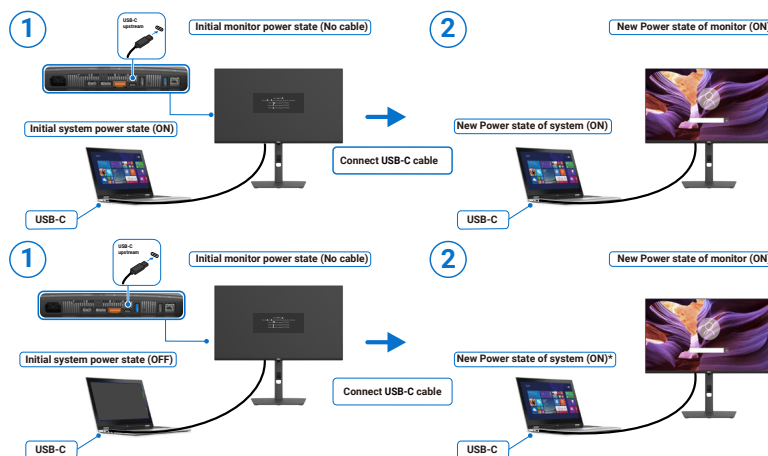 1
USB-C
upstream
Initial monitor power state (No cable)
2
New Power state of monitor (ON)
Initial system power state (ON)
New Power state of system (ON)
Connect USB-C cable
USB-C
USB-C
1
USB-C
upstream
Initial monitor power state (No cable)
2
New Power state of monitor (ON)
Initial system power state (OFF)
New Power state of system (ON)*
Connect USB-C cable
USB-C
USB-C